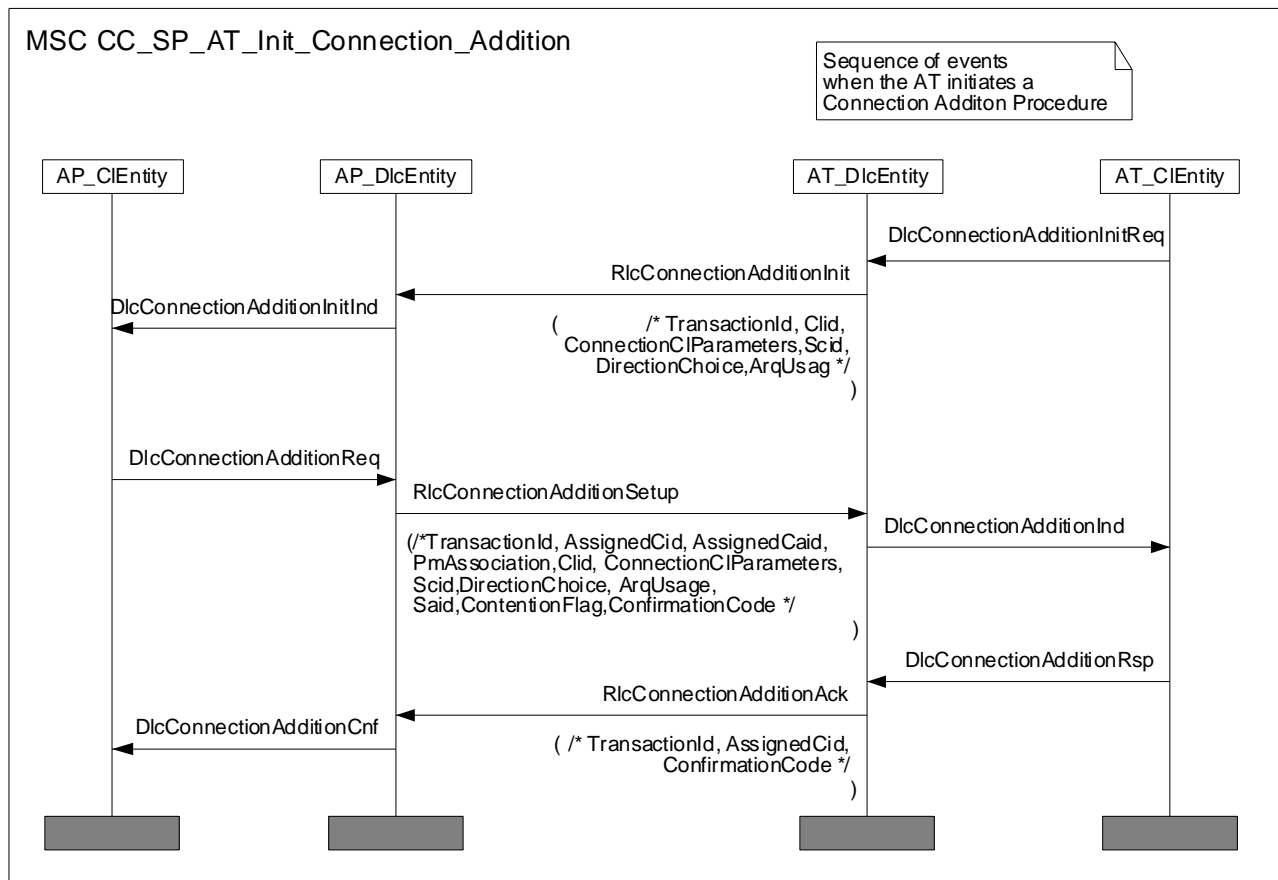 MSC CC_SP_AT_Init_Connection_Addition
Sequence of events
when the AT initiates a
Connection Additon Procedure
AP_ClEntity
AP_DlcEntity
AT_DlcEntity
AT_ClEntity
DlcConnectionAdditionInitReq
RlcConnectionAdditionInit
DlcConnectionAdditionInitInd
( /* TransactionId, Clid,
ConnectionClParameters,Scid,
DirectionChoice,ArqUsag */
)
DlcConnectionAdditionReq
RlcConnectionAdditionSetup
DlcConnectionAdditionInd
(/*TransactionId, AssignedCid, AssignedCaid,
PmAssociation,Clid, ConnectionClParameters,
Scid,DirectionChoice, ArqUsage,
Said,ContentionFlag,ConfirmationCode */
)
DlcConnectionAdditionRsp
RlcConnectionAdditionAck
DlcConnectionAdditionCnf
( /* TransactionId, AssignedCid,
ConfirmationCode */
)